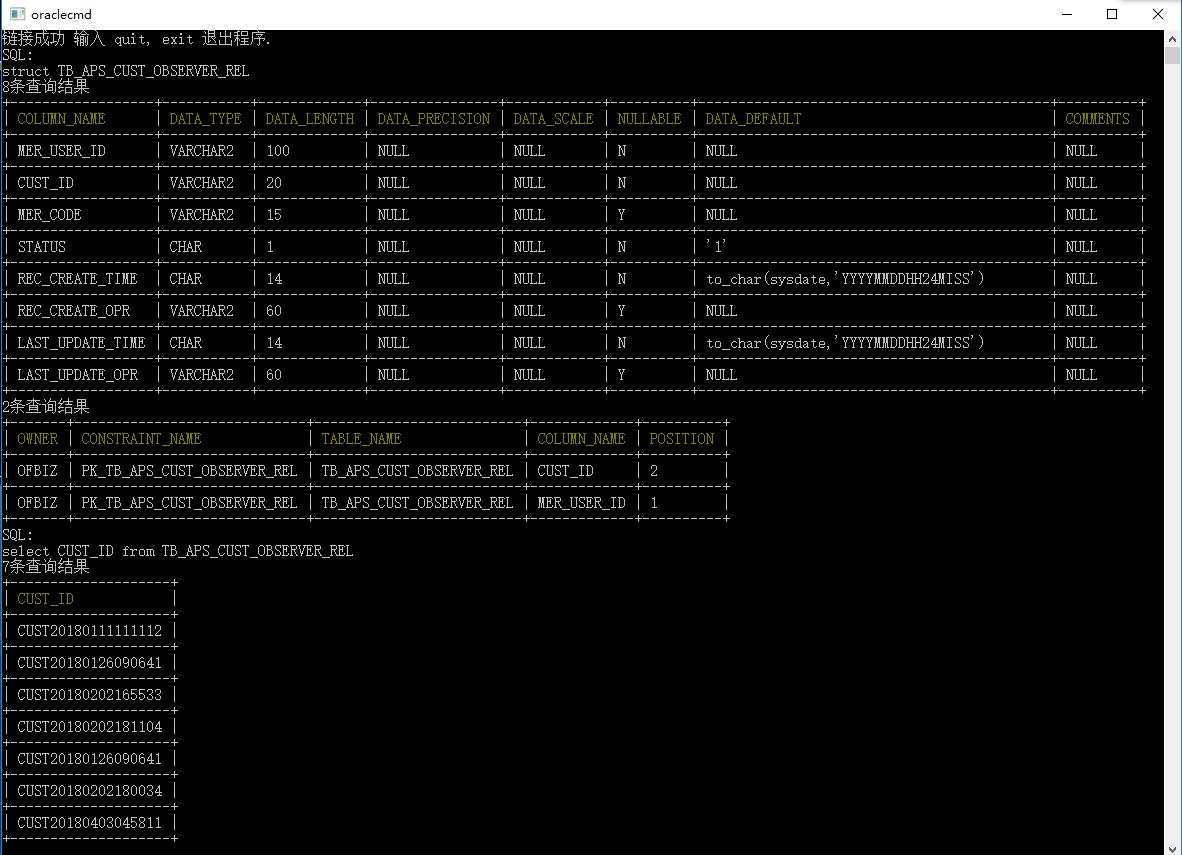 oraclecmd
链接成功 输入 quit, exit 退出程序.
SQL:
struct TB_APS_CUST_OBSERVER_REL
8条查询结果
| COLUMN_NAME | DATA_TYPE | DATA_LENGTH | DATA_PRECISION | DATA_SCALE | NULLABLE | DATA_DEFAULT | COMMENTS |
| MER_USER_ID | VARCHAR2 | 100 | NULL | NULL | N | NULL | NULL |
| CUST_ID | VARCHAR2 | 20 | NULL | NULL | N | NULL | NULL |
| MER_CODE | VARCHAR2 | 15 | NULL | NULL | Y | NULL | NULL |
| STATUS | CHAR | 1 | NULL | NULL | N | '1' | NULL |
| REC_CREATE_TIME | CHAR | 14 | NULL | NULL | N | to_char(sysdate,'YYYYMMDDHH24MISS') | NULL |
| REC_CREATE_OPR | VARCHAR2 | 60 | NULL | NULL | Y | NULL | NULL |
| LAST_UPDATE_TIME | CHAR | 14 | NULL | NULL | N | to_char(sysdate,'YYYYMMDDHH24MISS') | NULL |
| LAST_UPDATE_OPR | VARCHAR2 | 60 | NULL | NULL | Y | NULL | NULL |
2条查询结果
| OWNER | CONSTRAINT_NAME | TABLE_NAME | COLUMN_NAME | POSITION |
| OFBIZ | PK_TB_APS_CUST_OBSERVER_REL | TB_APS_CUST_OBSERVER_REL | CUST_ID | 2 |
| OFBIZ | PK_TB_APS_CUST_OBSERVER_REL | TB_APS_CUST_OBSERVER_REL | MER_USER_ID | 1 |
SQL:
select CUST_ID from TB_APS_CUST_OBSERVER_REL
7条查询结果
| CUST_ID |
| CUST20180111111112 |
| CUST20180126090641 |
| CUST20180202165533 |
| CUST20180202181104 |
| CUST20180126090641 |
| CUST20180202180034 |
| CUST20180403045811 |